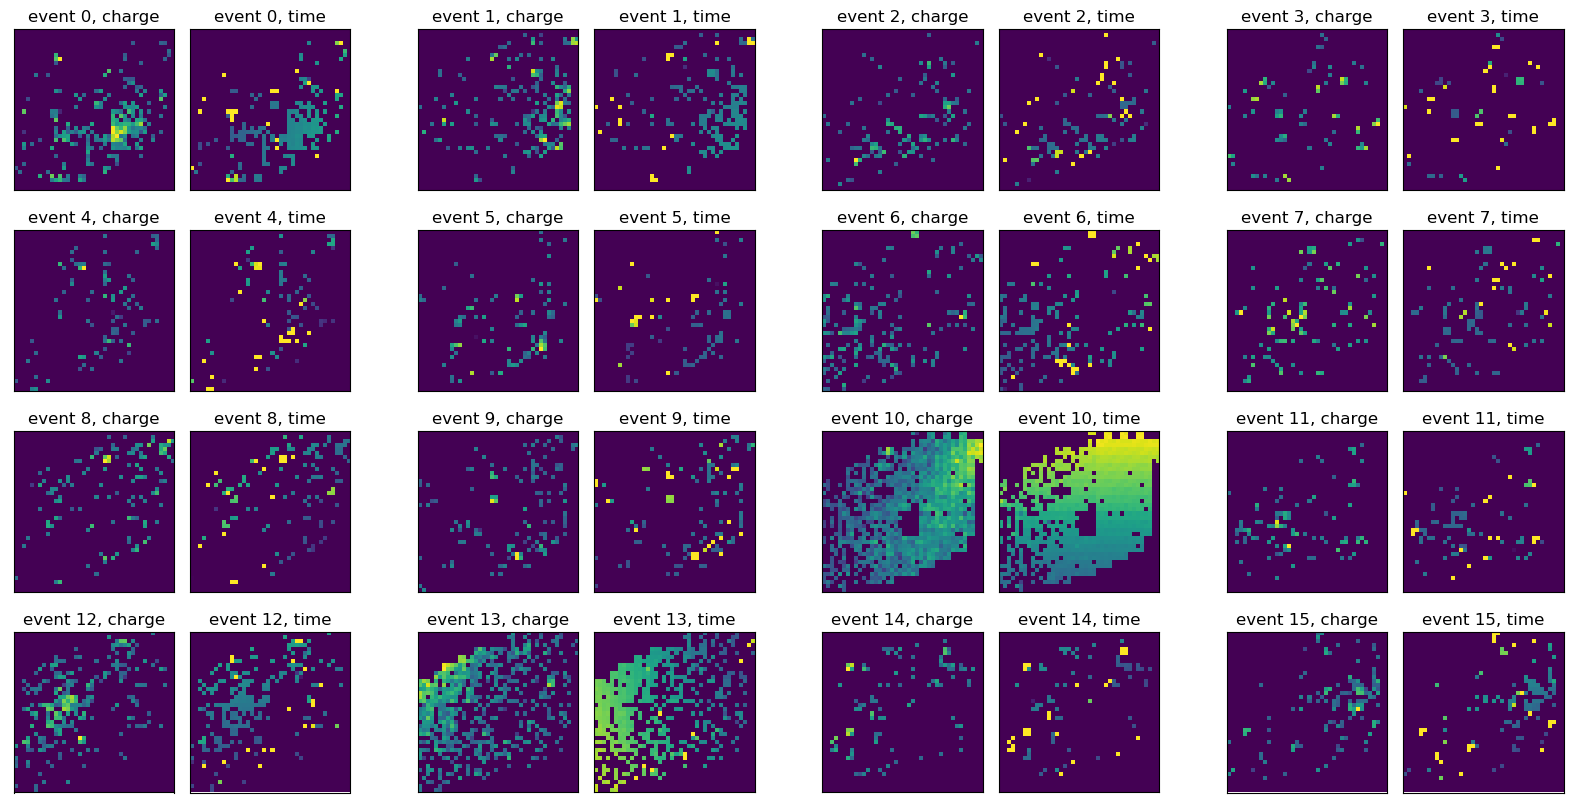 event 0, charge
event 0, time
event 1, charge
event 1, time
event 2, charge
event 2, time
event 3, charge
event 3, time
event 4, charge
event 4, time
event 5, charge
event 5, time
event 6, charge
event 6, time
event 7, charge
event 7, time
event 8, charge
event 8, time
event 9, charge
event 9, time
event 10, charge
event 10, time
event 11, charge
event 11, time
event 12, charge
event 12, time
event 13, charge
event 13, time
event 14, charge
event 14, time
event 15, charge
event 15, time